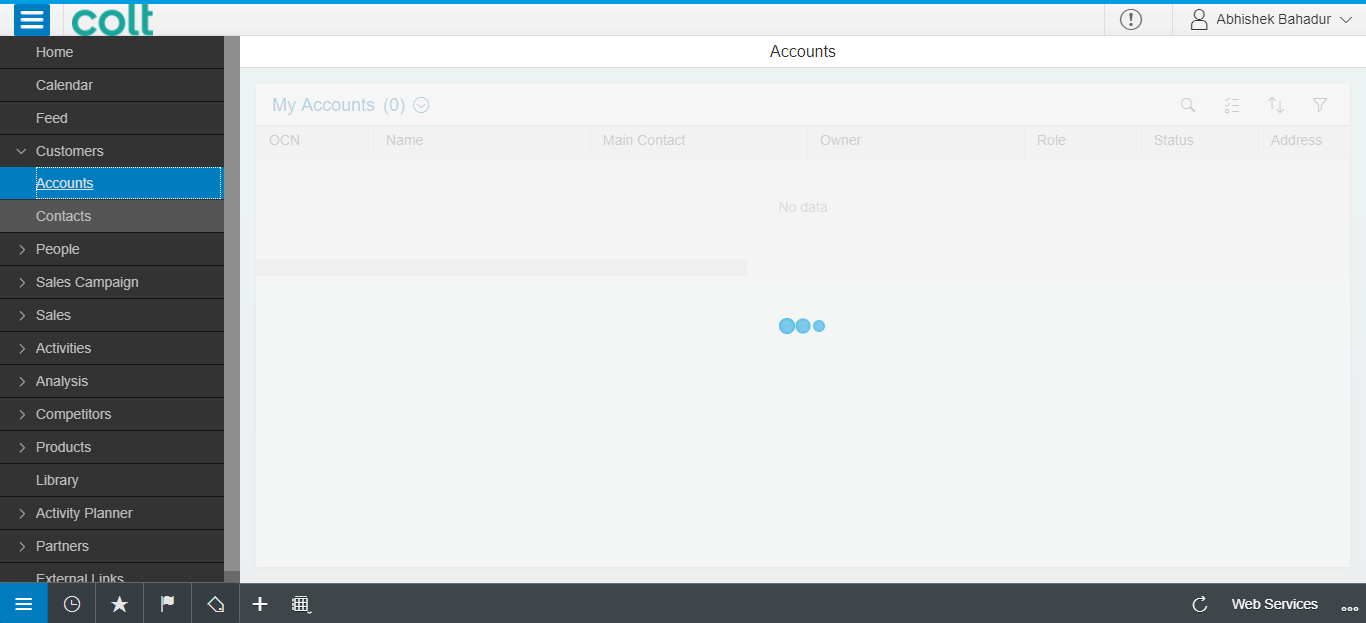 colt
Abhishek Bahadur
Home
Calendar
Feed
Customers
Accounts
Contacts
People
Sales Campaign
Sales
Activities
Analysis
Competitors
Products
Library
Activity Planner
Partners
External Links
Accounts
My Accounts (0)
OCN Name Main Contact Owner Role Status Address
No data
Web Services